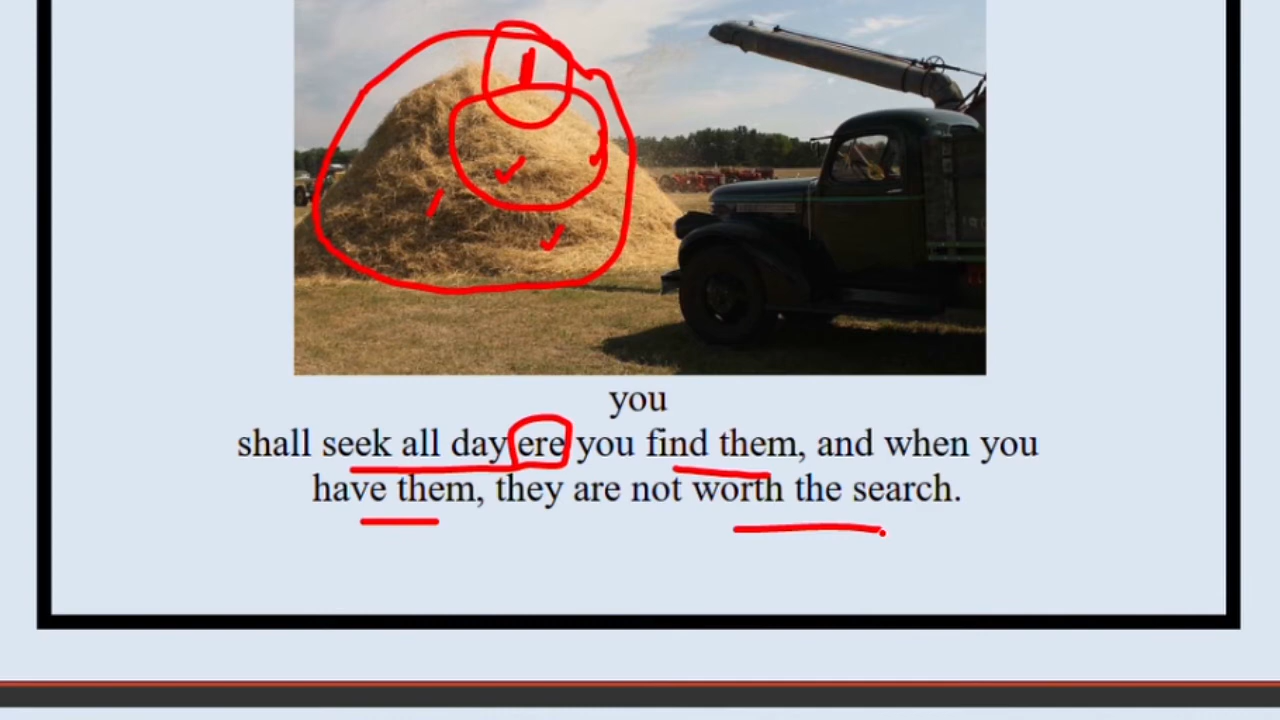 you
shall seek all day ere you find them, and when you
have them, they are not worth the search.